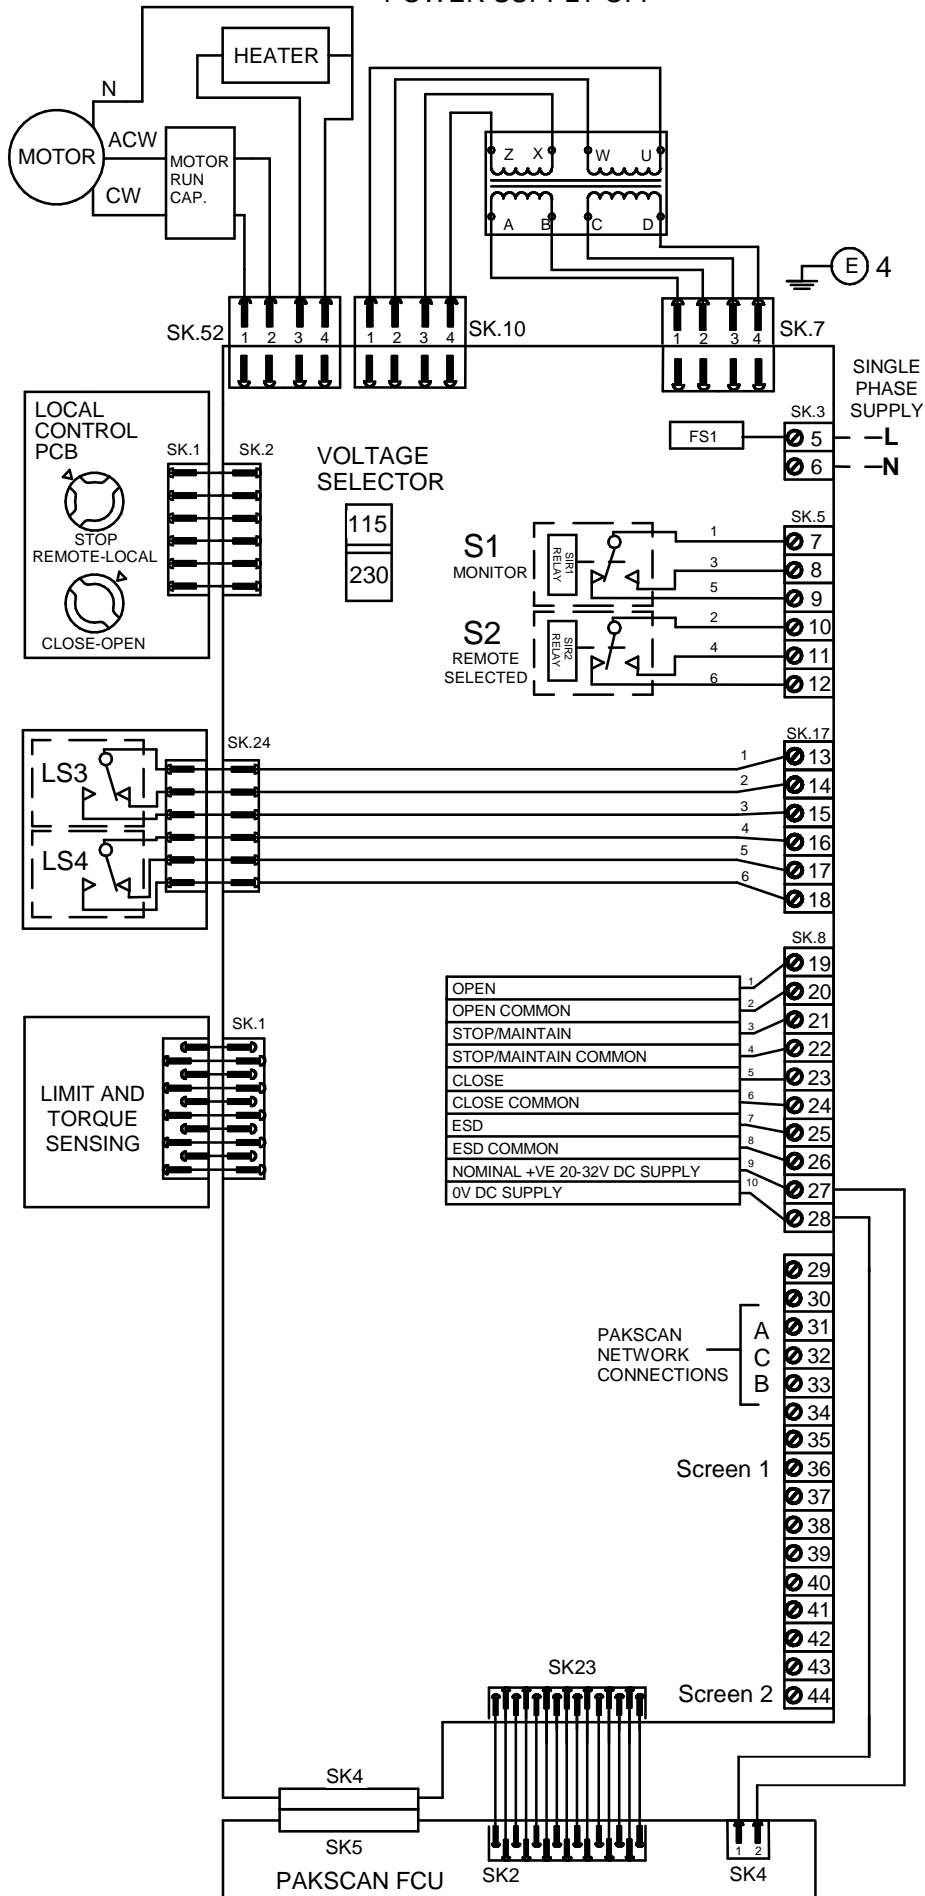 HEATER
N
MOTOR
ACW
CW
MOTOR
RUN
CAP.
Z X W U
A B C D
E 4
SK.52
1 2 3 4
1 2 3 4
SK.10
1 2 3 4
SK.7
SINGLE
PHASE
SUPPLY
LOCAL
CONTROL
PCB
STOP
REMOTE-LOCAL
CLOSE-OPEN
SK.1
SK.2
VOLTAGE
SELECTOR
115
230
FS1
SK.3
5 L
6 N
S1
MONITOR
SIR1
RELAY
S2
REMOTE
SELECTED
SIR2
RELAY
SK.5
1 7
3 8
5 9
2 10
4 11
6 12
LS3
LS4
SK.24
SK.17
1 13
2 14
3 15
4 16
5 17
6 18
LIMIT AND
TORQUE
SENSING
SK.1
SK.8
OPEN 1 19
OPEN COMMON 2 20
STOP/MAINTAIN 3 21
STOP/MAINTAIN COMMON 4 22
CLOSE 5 23
CLOSE COMMON 6 24
ESD 7 25
ESD COMMON 8 26
NOMINAL +VE 20-32V DC SUPPLY 9 27
0V DC SUPPLY 10 28
29
30
PAKSCAN
NETWORK
CONNECTIONS
A 31
C 32
B 33
34
35
Screen 1 36
37
38
39
40
41
42
43
Screen 2 44
SK23
SK4
SK5
PAKSCAN FCU
SK2
1 2
SK4